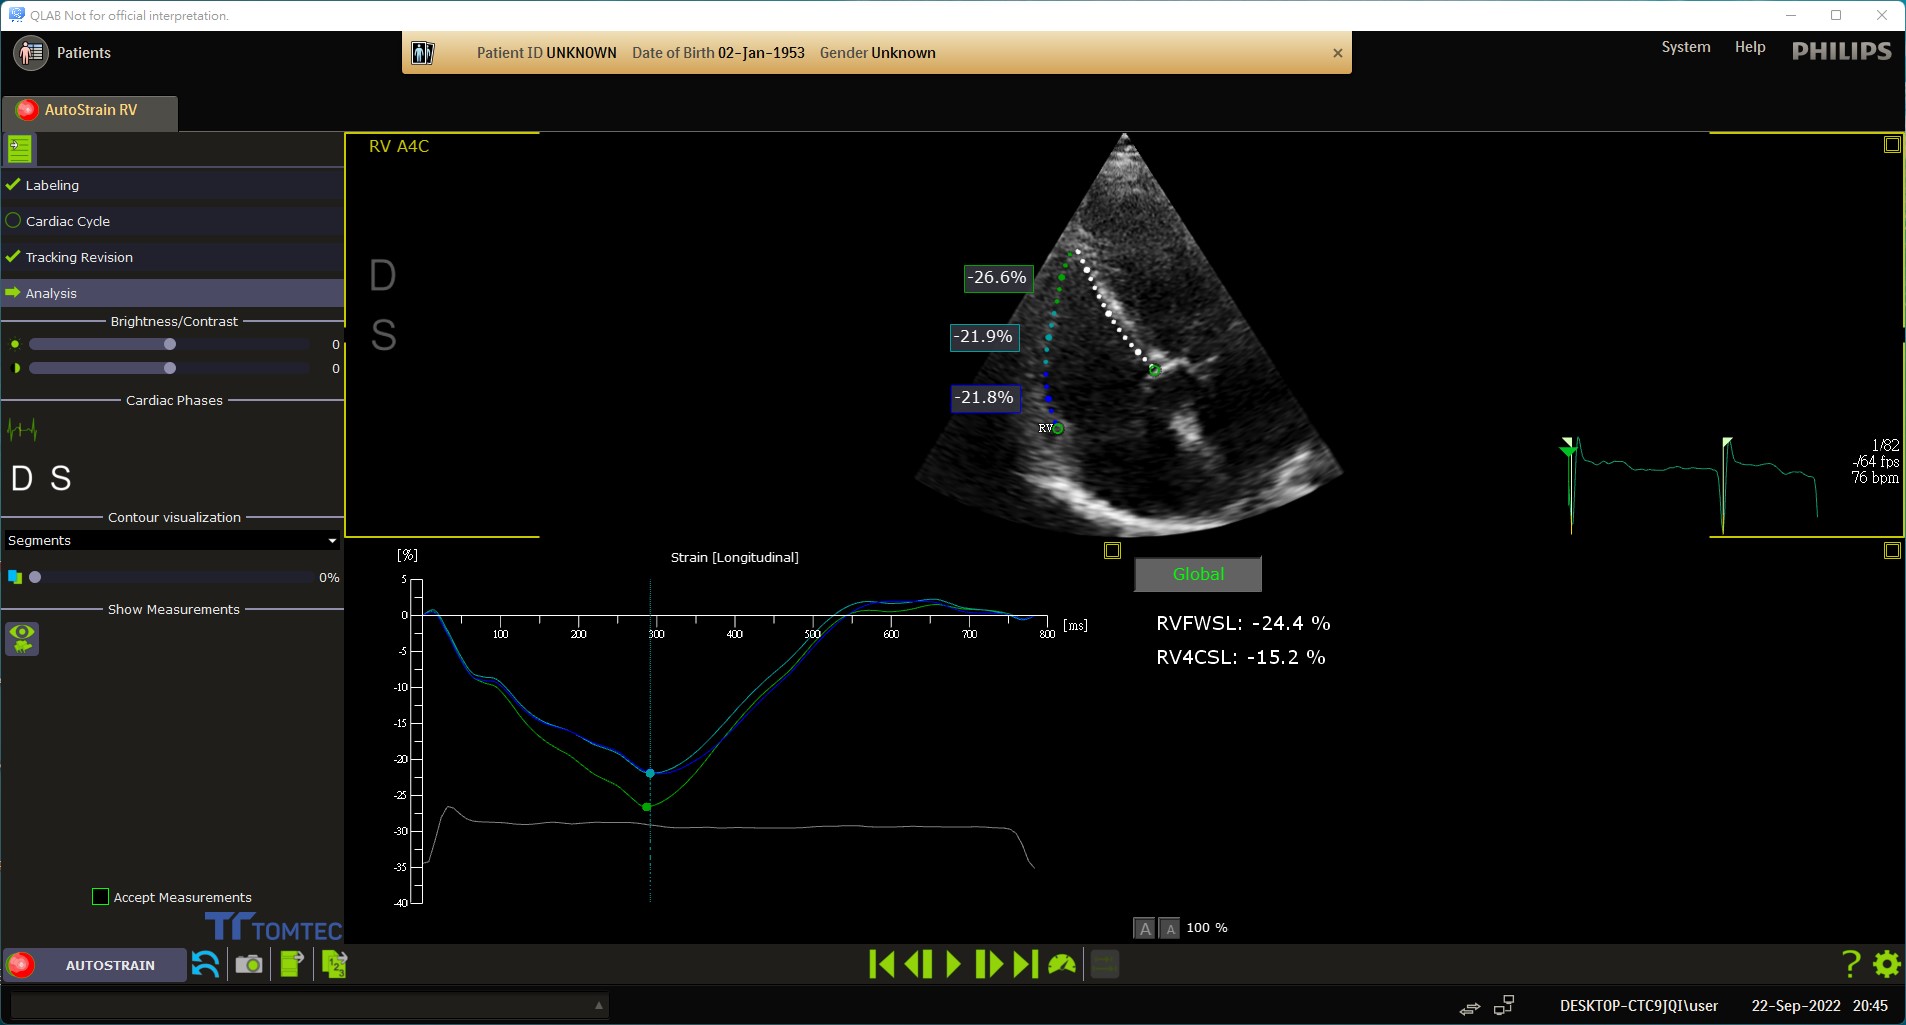 QLAB Not for official interpretation.
Patients
Patient ID UNKNOWN Date of Birth 02-Jan-1953 Gender Unknown
System Help PHILIPS
AutoStrain RV
Labeling
Cardiac Cycle
Tracking Revision
Analysis
Brightness/Contrast
0
0
Cardiac Phases
D S
Contour visualization
Segments
0%
Show Measurements
Accept Measurements
TOMTEC
RV A4C
D
S
-26.6%
-21.9%
-21.8%
RV
1/82
-/64 fps
76 bpm
[%]
Strain [Longitudinal]
5
0
-5
-10
-15
-20
-25
-30
-35
-40
100 200 300 400 500 600 700 800 [ms]
Global
RVFWSL: -24.4 %
RV4CSL: -15.2 %
A A 100 %
AUTOSTRAIN
123
?
DESKTOP-CTC9JQI\user 22-Sep-2022 20:45